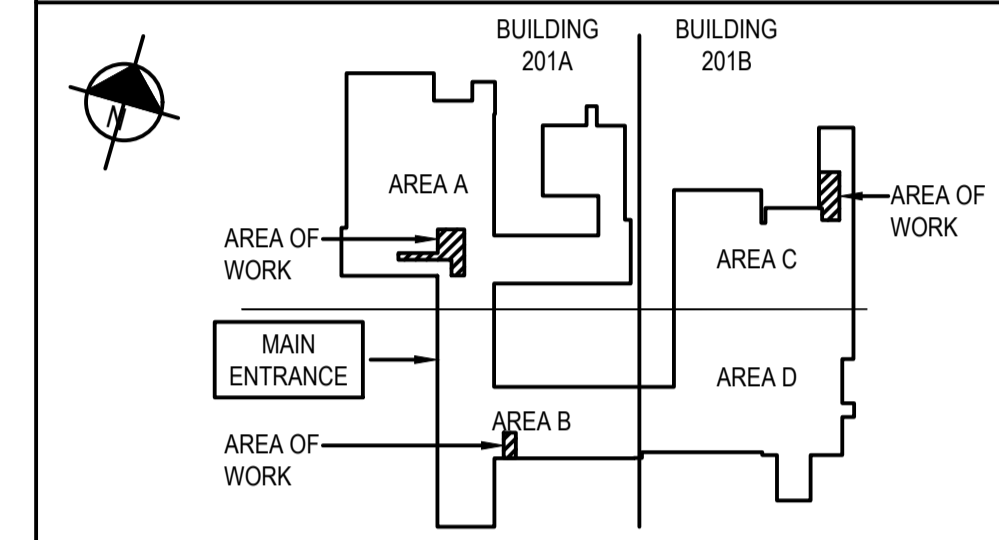 BUILDING
201A
BUILDING
201B
N
AREA A
AREA OF
WORK
AREA OF
WORK
AREA C
MAIN
ENTRANCE
AREA D
AREA B
AREA OF
WORK